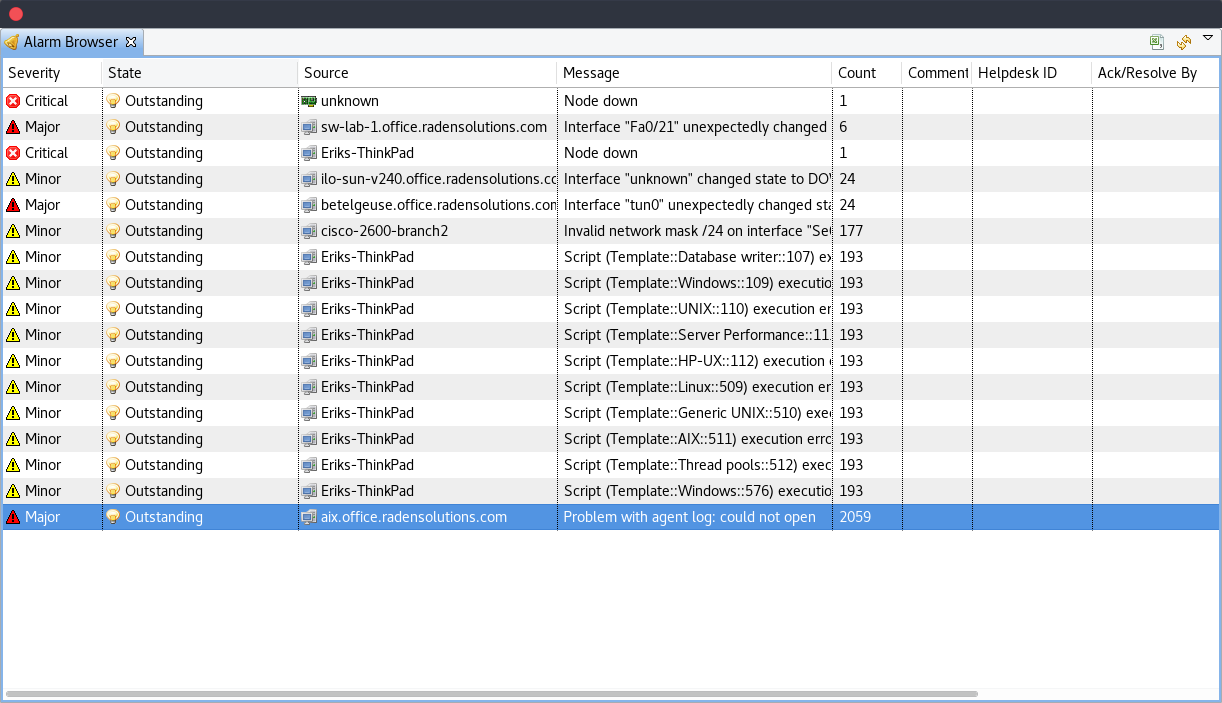 Alarm Browser
Severity State Source Message Count Comment Helpdesk ID Ack/Resolve By
Critical Outstanding unknown Node down 1
Major Outstanding sw-lab-1.office.radensolutions.com Interface "Fa0/21" unexpectedly changed 6
Critical Outstanding Eriks-ThinkPad Node down 1
Minor Outstanding ilo-sun-v240.office.radensolutions.cc Interface "unknown" changed state to DOW 24
Major Outstanding betelgeuse.office.radensolutions.com Interface "tun0" unexpectedly changed sta 24
Minor Outstanding cisco-2600-branch2 Invalid network mask /24 on interface "Se0 177
Minor Outstanding Eriks-ThinkPad Script (Template::Database writer::107) ex 193
Minor Outstanding Eriks-ThinkPad Script (Template::Windows::109) executio 193
Minor Outstanding Eriks-ThinkPad Script (Template::UNIX::110) execution er 193
Minor Outstanding Eriks-ThinkPad Script (Template::Server Performance::11 193
Minor Outstanding Eriks-ThinkPad Script (Template::HP-UX::112) execution 193
Minor Outstanding Eriks-ThinkPad Script (Template::Linux::509) execution er 193
Minor Outstanding Eriks-ThinkPad Script (Template::Generic UNIX::510) exe 193
Minor Outstanding Eriks-ThinkPad Script (Template::AIX::511) execution erro 193
Minor Outstanding Eriks-ThinkPad Script (Template::Thread pools::512) exec 193
Minor Outstanding Eriks-ThinkPad Script (Template::Windows::576) executio 193
Major Outstanding aix.office.radensolutions.com Problem with agent log: could not open 2059